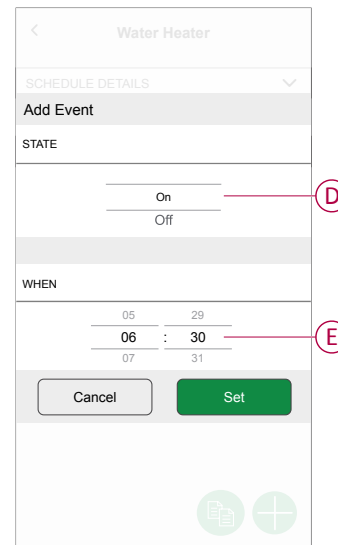 Water Heater
SCHEDULE DETAILS
Add Event
STATE
On
D
Off
WHEN
05 29
06 : 30
E
07 31
Cancel Set